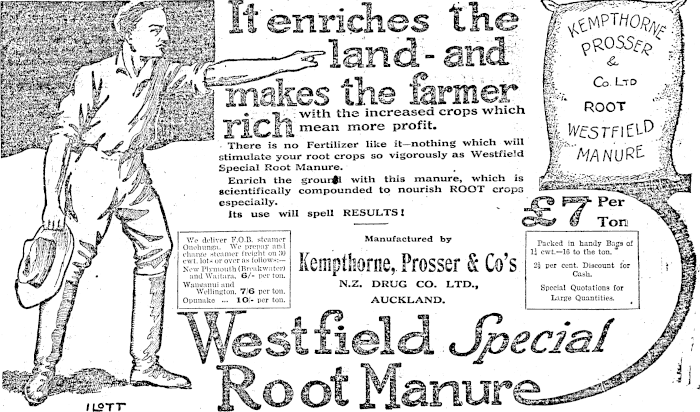 It enriches the
land - and
makes the farmer
rich with the increased crops which
mean more profit.
There is no Fertilizer like it—nothing which will
stimulate your root crops so vigorously as Westfield
Special Root Manure.
Enrich the ground with this manure, which is
scientifically compounded to nourish ROOT crops
especially.
Its use will spell RESULTS!
KEMPTHORNE
PROSSER
&
Co. LTD
ROOT
WESTFIELD
MANURE
£7 Per
Ton
We deliver F.O.B. steamer
Onehunga. We prepay and
charge steamer freight on 30
cwt. lots or over as follows:—
New Plymouth (Breakwater)
and Waitara, 6/- per ton.
Wanganui and
Wellington, 7/6 per ton.
Opunake ... 10/- per ton.
Manufactured by
Kempthorne, Prosser & Co's
N.Z. DRUG CO. LTD.,
AUCKLAND.
Packed in handy Bags of
1¼ cwt.—16 to the ton.
2½ per cent. Discount for
Cash.
Special Quotations for
Large Quantities.
Westfield Special
Root Manure
ILOTT